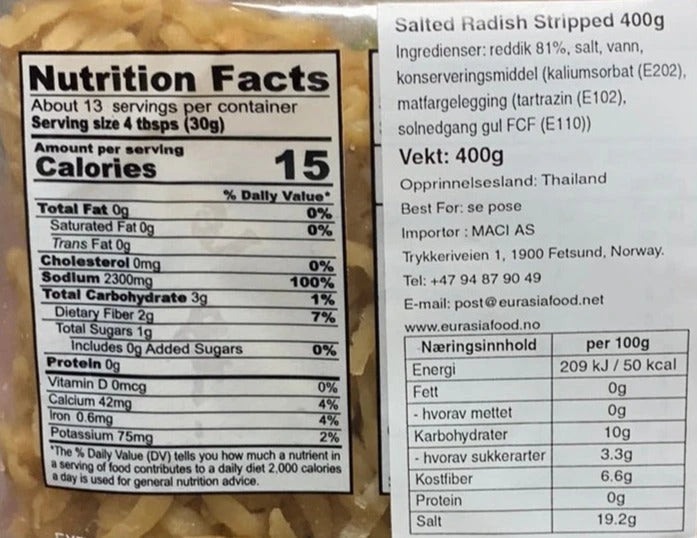 Nutrition Facts
About 13 servings per container
Serving size 4 tbsps (30g)
Amount per serving
Calories 15
% Daily Value*
Total Fat 0g 0%
Saturated Fat 0g 0%
Trans Fat 0g
Cholesterol 0mg 0%
Sodium 2300mg 100%
Total Carbohydrate 3g 1%
Dietary Fiber 2g 7%
Total Sugars 1g
Includes 0g Added Sugars 0%
Protein 0g
Vitamin D 0mcg 0%
Calcium 42mg 4%
Iron 0.6mg 4%
Potassium 75mg 2%
*The % Daily Value (DV) tells you how much a nutrient in
a serving of food contributes to a daily diet 2,000 calories
a day is used for general nutrition advice.
Salted Radish Stripped 400g
Ingredienser: reddik 81%, salt, vann,
konserveringsmiddel (kaliumsorbat (E202),
matfargelegging (tartrazin (E102),
solnedgang gul FCF (E110))
Vekt: 400g
Opprinnelsesland: Thailand
Best For: se pose
Importør : MACI AS
Trykkeriveien 1, 1900 Fetsund, Norway.
Tel: +47 94 87 90 49
E-mail: post@eurasiafood.net
www.eurasiafood.no
Næringsinnhold per 100g
Energi 209 kJ / 50 kcal
Fett 0g
- hvorav mettet 0g
Karbohydrater 10g
- hvorav sukkerarter 3.3g
Kostfiber 6.6g
Protein 0g
Salt 19.2g